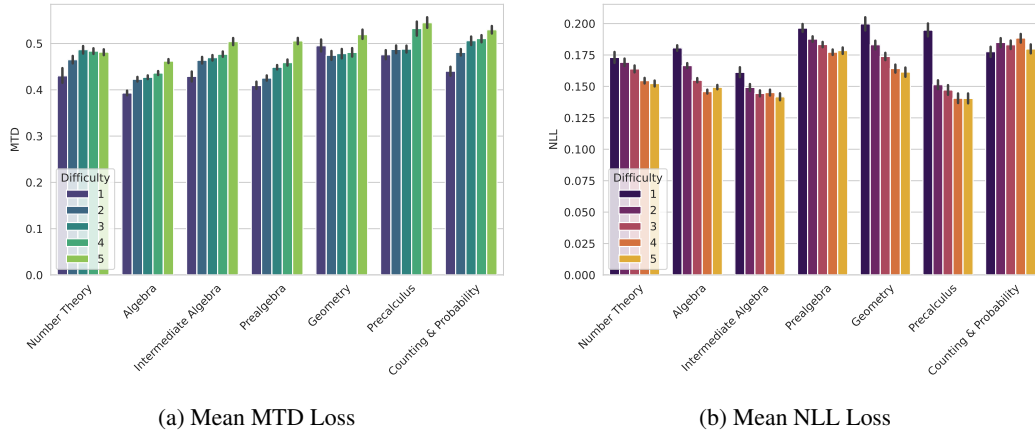 0.5
0.4
0.3
0.2
0.1
0.0
MTD
Difficulty
1
2
3
4
5
Number Theory
Algebra
Intermediate Algebra
Prealgebra
Geometry
Precalculus
Counting & Probability
(a) Mean MTD Loss
0.200
0.175
0.150
0.125
0.100
0.075
0.050
0.025
0.000
NLL
Difficulty
1
2
3
4
5
Number Theory
Algebra
Intermediate Algebra
Prealgebra
Geometry
Precalculus
Counting & Probability
(b) Mean NLL Loss